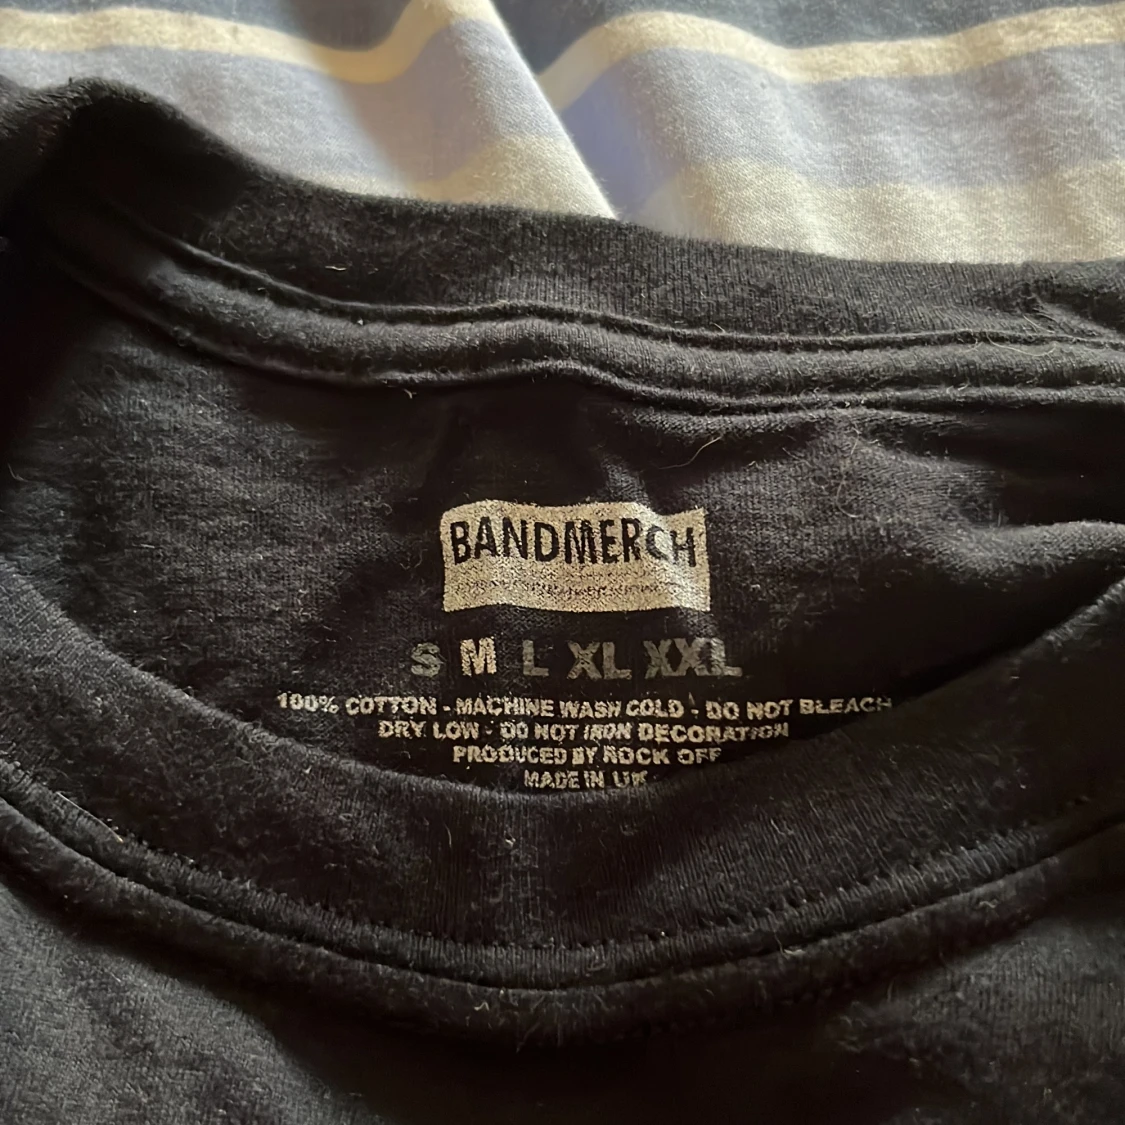 BANDMERCH
S M L XL XXL
100% COTTON - MACHINE WASH COLD - DO NOT BLEACH
DRY LOW - DO NOT IRON DECORATION
PRODUCED BY ROCK OFF
MADE IN UK